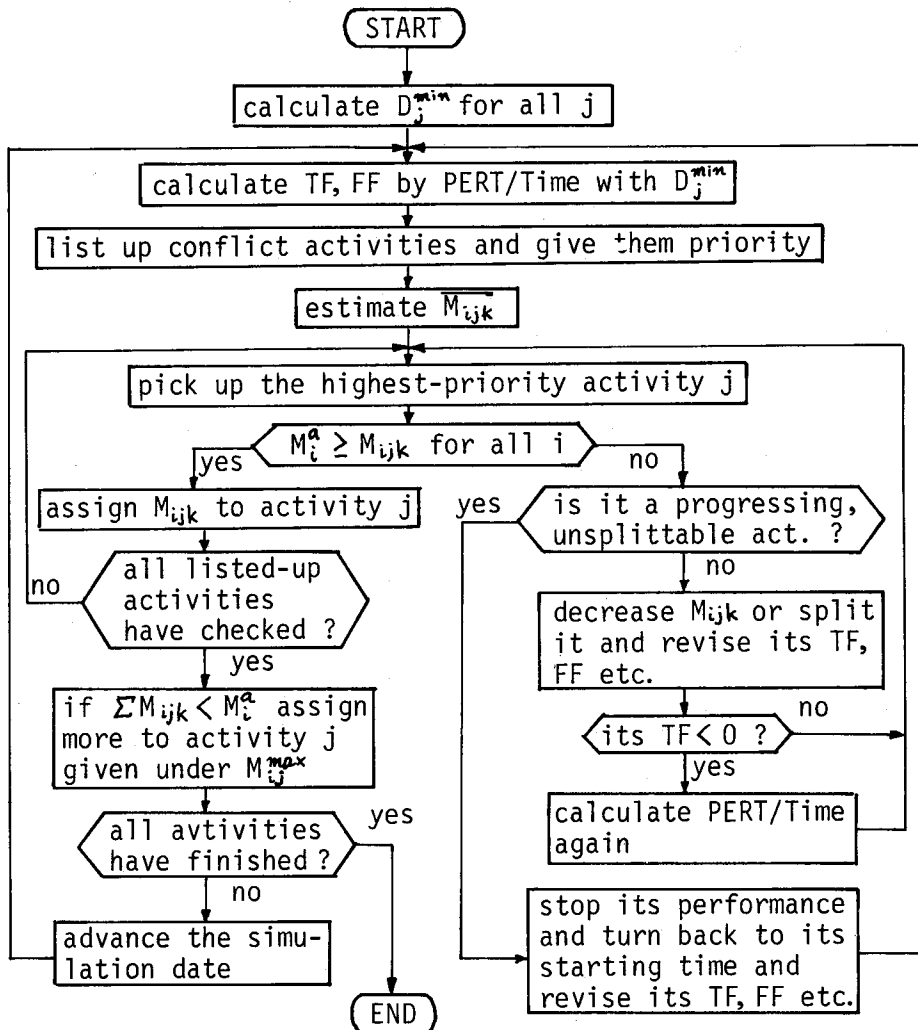 START
calculate D_j^min for all j
calculate TF, FF by PERT/Time with D_j^min
list up conflict activities and give them priority
estimate \overline{M_ijk}
pick up the highest-priority activity j
M_i^a ≥ M_ijk for all i
yes
no
assign M_ijk to activity j
yes
is it a progressing,
unsplittable act. ?
no
all listed-up
activities
have checked ?
no
decrease M_ijk or split
it and revise its TF,
FF etc.
yes
if ΣM_ijk < M_i^a assign
more to activity j
given under M_ij^max
its TF< 0 ?
no
yes
all avtivities
have finished ?
yes
calculate PERT/Time
again
no
advance the simu-
lation date
stop its performance
and turn back to its
starting time and
revise its TF, FF etc.
END